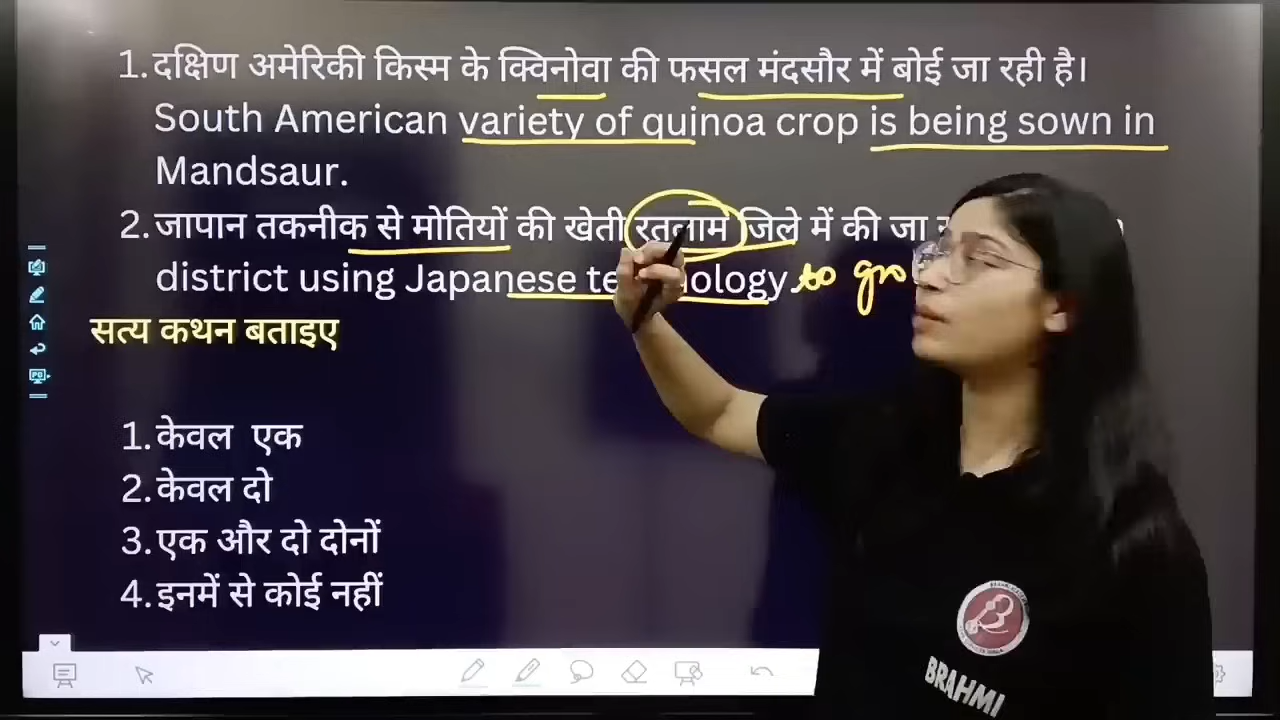 1. दक्षिण अमेरिकी किस्म के क्विनोवा की फसल मंदसौर में बोई जा रही है।
South American variety of quinoa crop is being sown in
Mandsaur.
2. जापान तकनीक से मोतियों की खेती रतलाम जिले में की जा
district using Japanese to
सत्य कथन बताइए
1. केवल एक
2. केवल दो
3. एक और दो दोनों
4. इनमें से कोई नहीं
BRAHMI